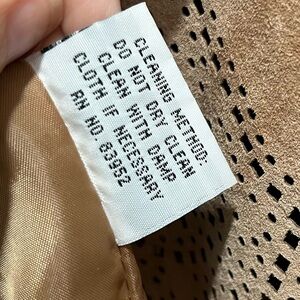 CLEANING METHOD:
DO NOT DRY CLEAN
CLEAN WITH DAMP
CLOTH IF NECESSARY
RN NO. 83952